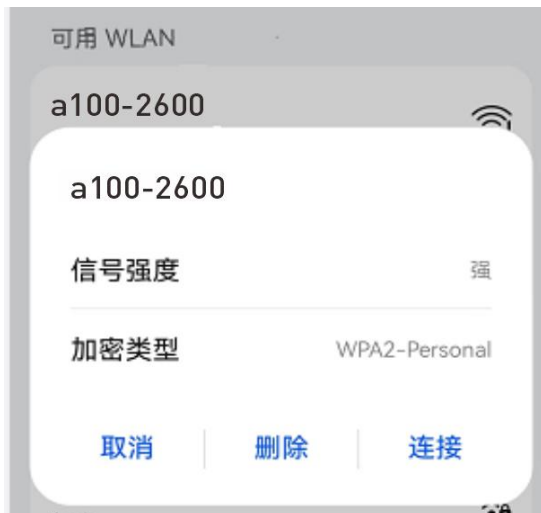 可用 WLAN
a100-2600
a100-2600
信号强度 强
加密类型 WPA2-Personal
取消 删除 连接